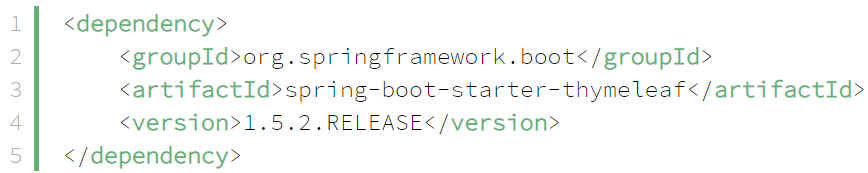 1 <dependency>
2     <groupId>org.springframework.boot</groupId>
3     <artifactId>spring-boot-starter-thymeleaf</artifactId>
4     <version>1.5.2.RELEASE</version>
5 </dependency>